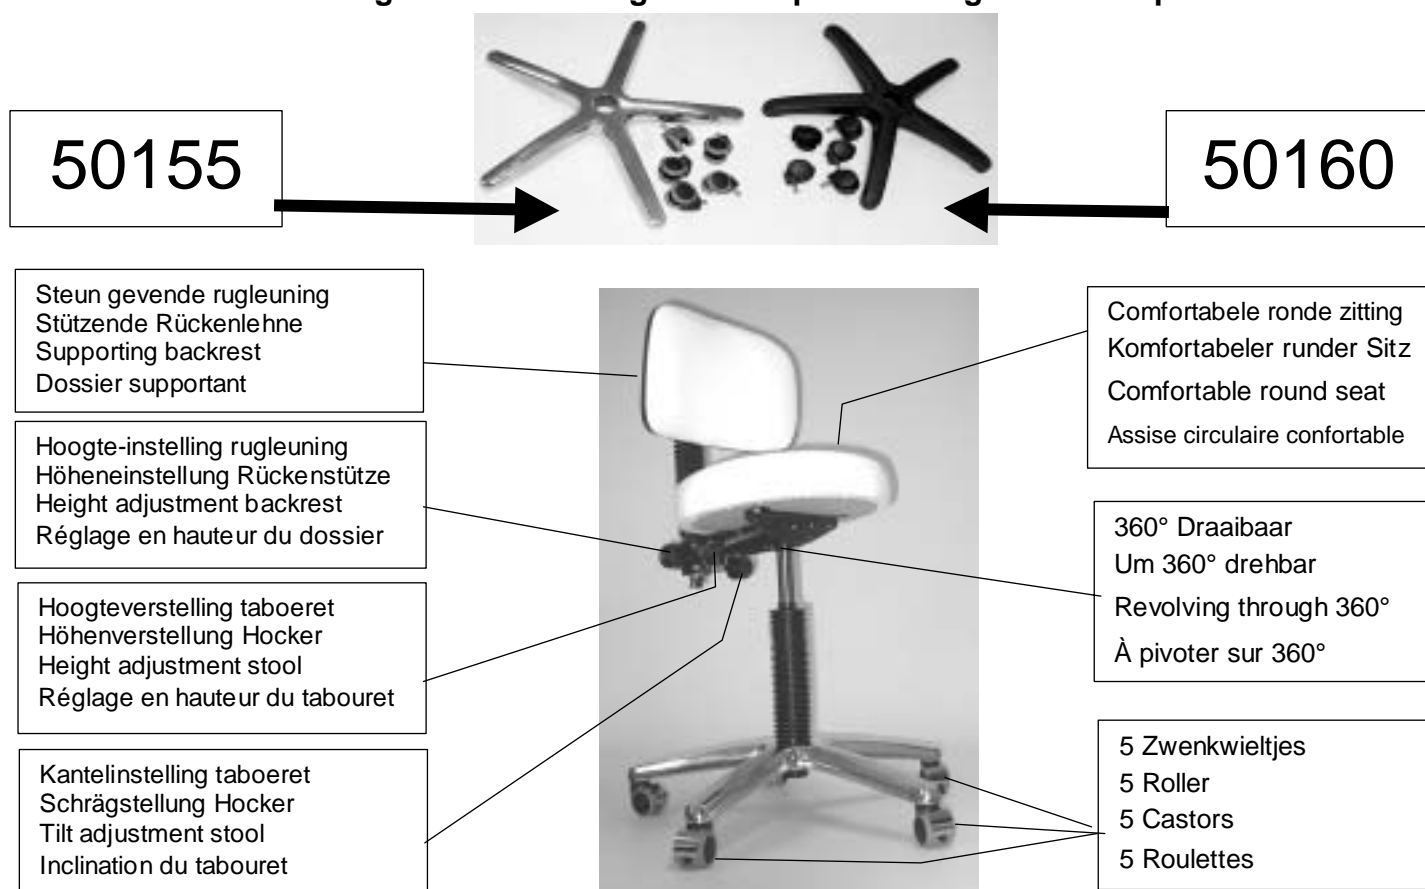 50155
50160
Steun gevende rugleuning
Stützende Rückenlehne
Supporting backrest
Dossier supportant
Comfortabele ronde zitting
Komfortabeler runder Sitz
Comfortable round seat
Assise circulaire confortable
Hoogte-instelling rugleuning
Höheneinstellung Rückenstütze
Height adjustment backrest
Réglage en hauteur du dossier
360° Draaibaar
Um 360° drehbar
Revolving through 360°
À pivoter sur 360°
Hoogteverstelling taboeret
Höhenverstellung Hocker
Height adjustment stool
Réglage en hauteur du tabouret
5 Zwenkwieltjes
5 Roller
5 Castors
5 Roulettes
Kantelinstelling taboeret
Schrägstellung Hocker
Tilt adjustment stool
Inclination du tabouret